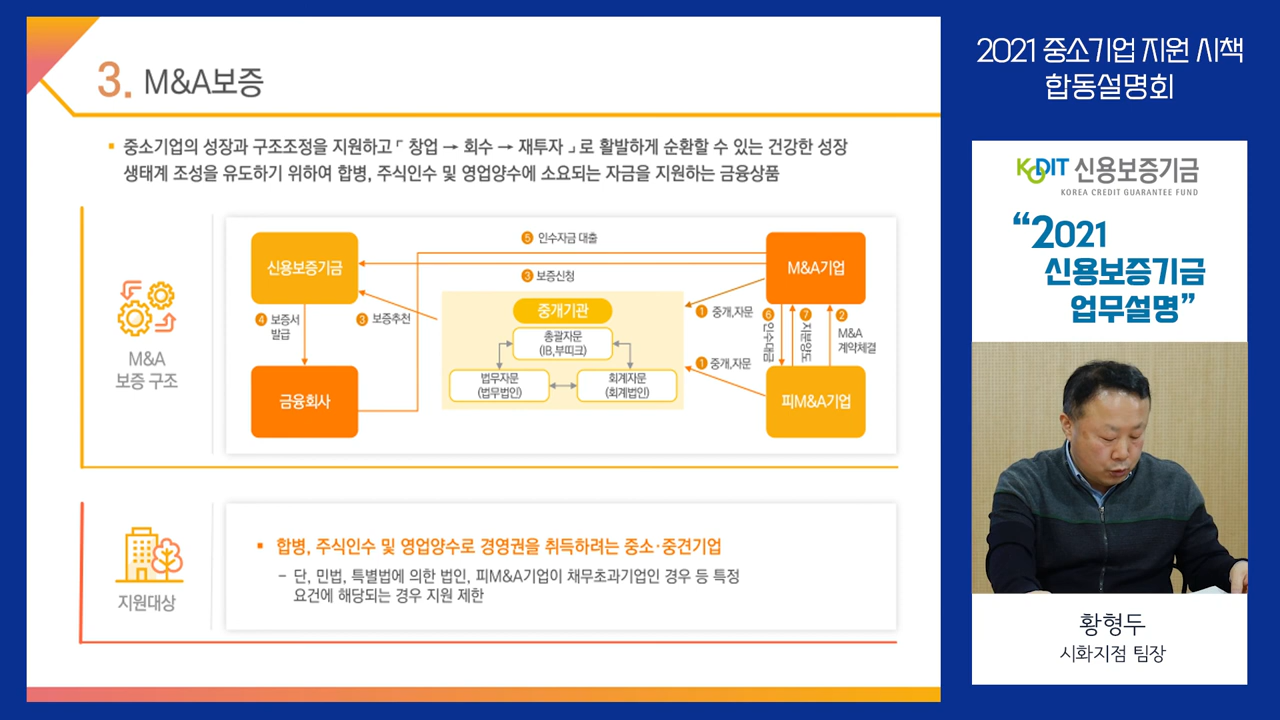 3. M&A보증
▪ 중소기업의 성장과 구조조정을 지원하고 「 창업 → 회수 → 재투자 」로 활발하게 순환할 수 있는 건강한 성장
생태계 조성을 유도하기 위하여 합병, 주식인수 및 영업양수에 소요되는 자금을 지원하는 금융상품
M&A
보증 구조
신용보증기금
5 인수자금 대출
M&A기업
3 보증신청
4 보증서
발급
3 보증추천
중개기관
총괄자문
(IB,부띠크)
법무자문
(법무법인)
회계자문
(회계법인)
1 중개,자문
1 중개,자문
6 인수대금
7 지분양도
2 M&A
계약체결
금융회사
피M&A기업
지원대상
▪ 합병, 주식인수 및 영업양수로 경영권을 취득하려는 중소·중견기업
– 단, 민법, 특별법에 의한 법인, 피M&A기업이 채무초과기업인 경우 등 특정
요건에 해당되는 경우 지원 제한
2021 중소기업 지원 시책
합동설명회
KODIT 신용보증기금
KOREA CREDIT GUARANTEE FUND
“2021
신용보증기금
업무설명”
황형두
시화지점 팀장